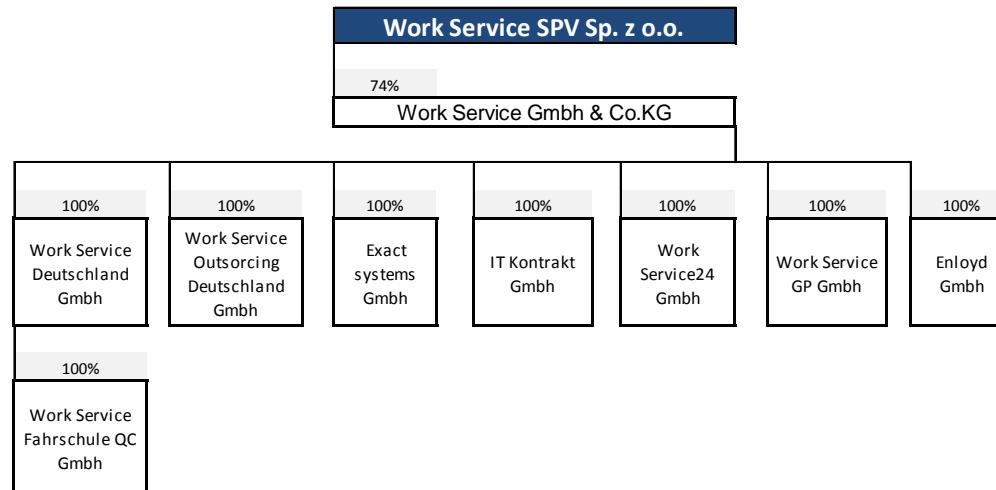 Work Service SPV Sp. z o.o.
74%
Work Service Gmbh & Co.KG
100%
100%
100%
100%
100%
100%
100%
Work Service
Deutschland
Gmbh
Work Service
Outsorcing
Deutschland
Gmbh
Exact
systems
Gmbh
IT Kontrakt
Gmbh
Work
Service24
Gmbh
Work Service
GP Gmbh
Enloyd
Gmbh
100%
Work Service
Fahrschule QC
Gmbh